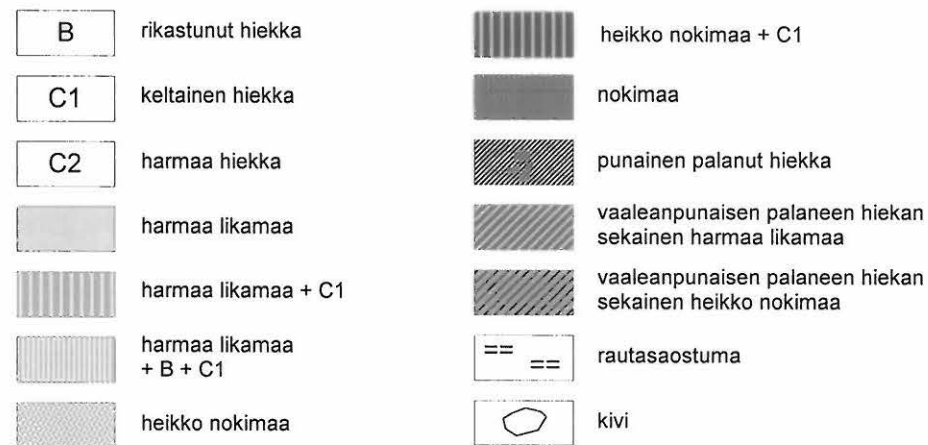 B
rikastunut hiekka
C1
keltainen hiekka
C2
harmaa hiekka
harmaa likamaa
harmaa likamaa + C1
harmaa likamaa
+ B + C1
heikko nokimaa
heikko nokimaa + C1
nokimaa
punainen palanut hiekka
vaaleanpunaisen palaneen hiekan
sekainen harmaa likamaa
vaaleanpunaisen palaneen hiekan
sekainen heikko nokimaa
rautasaostuma
kivi